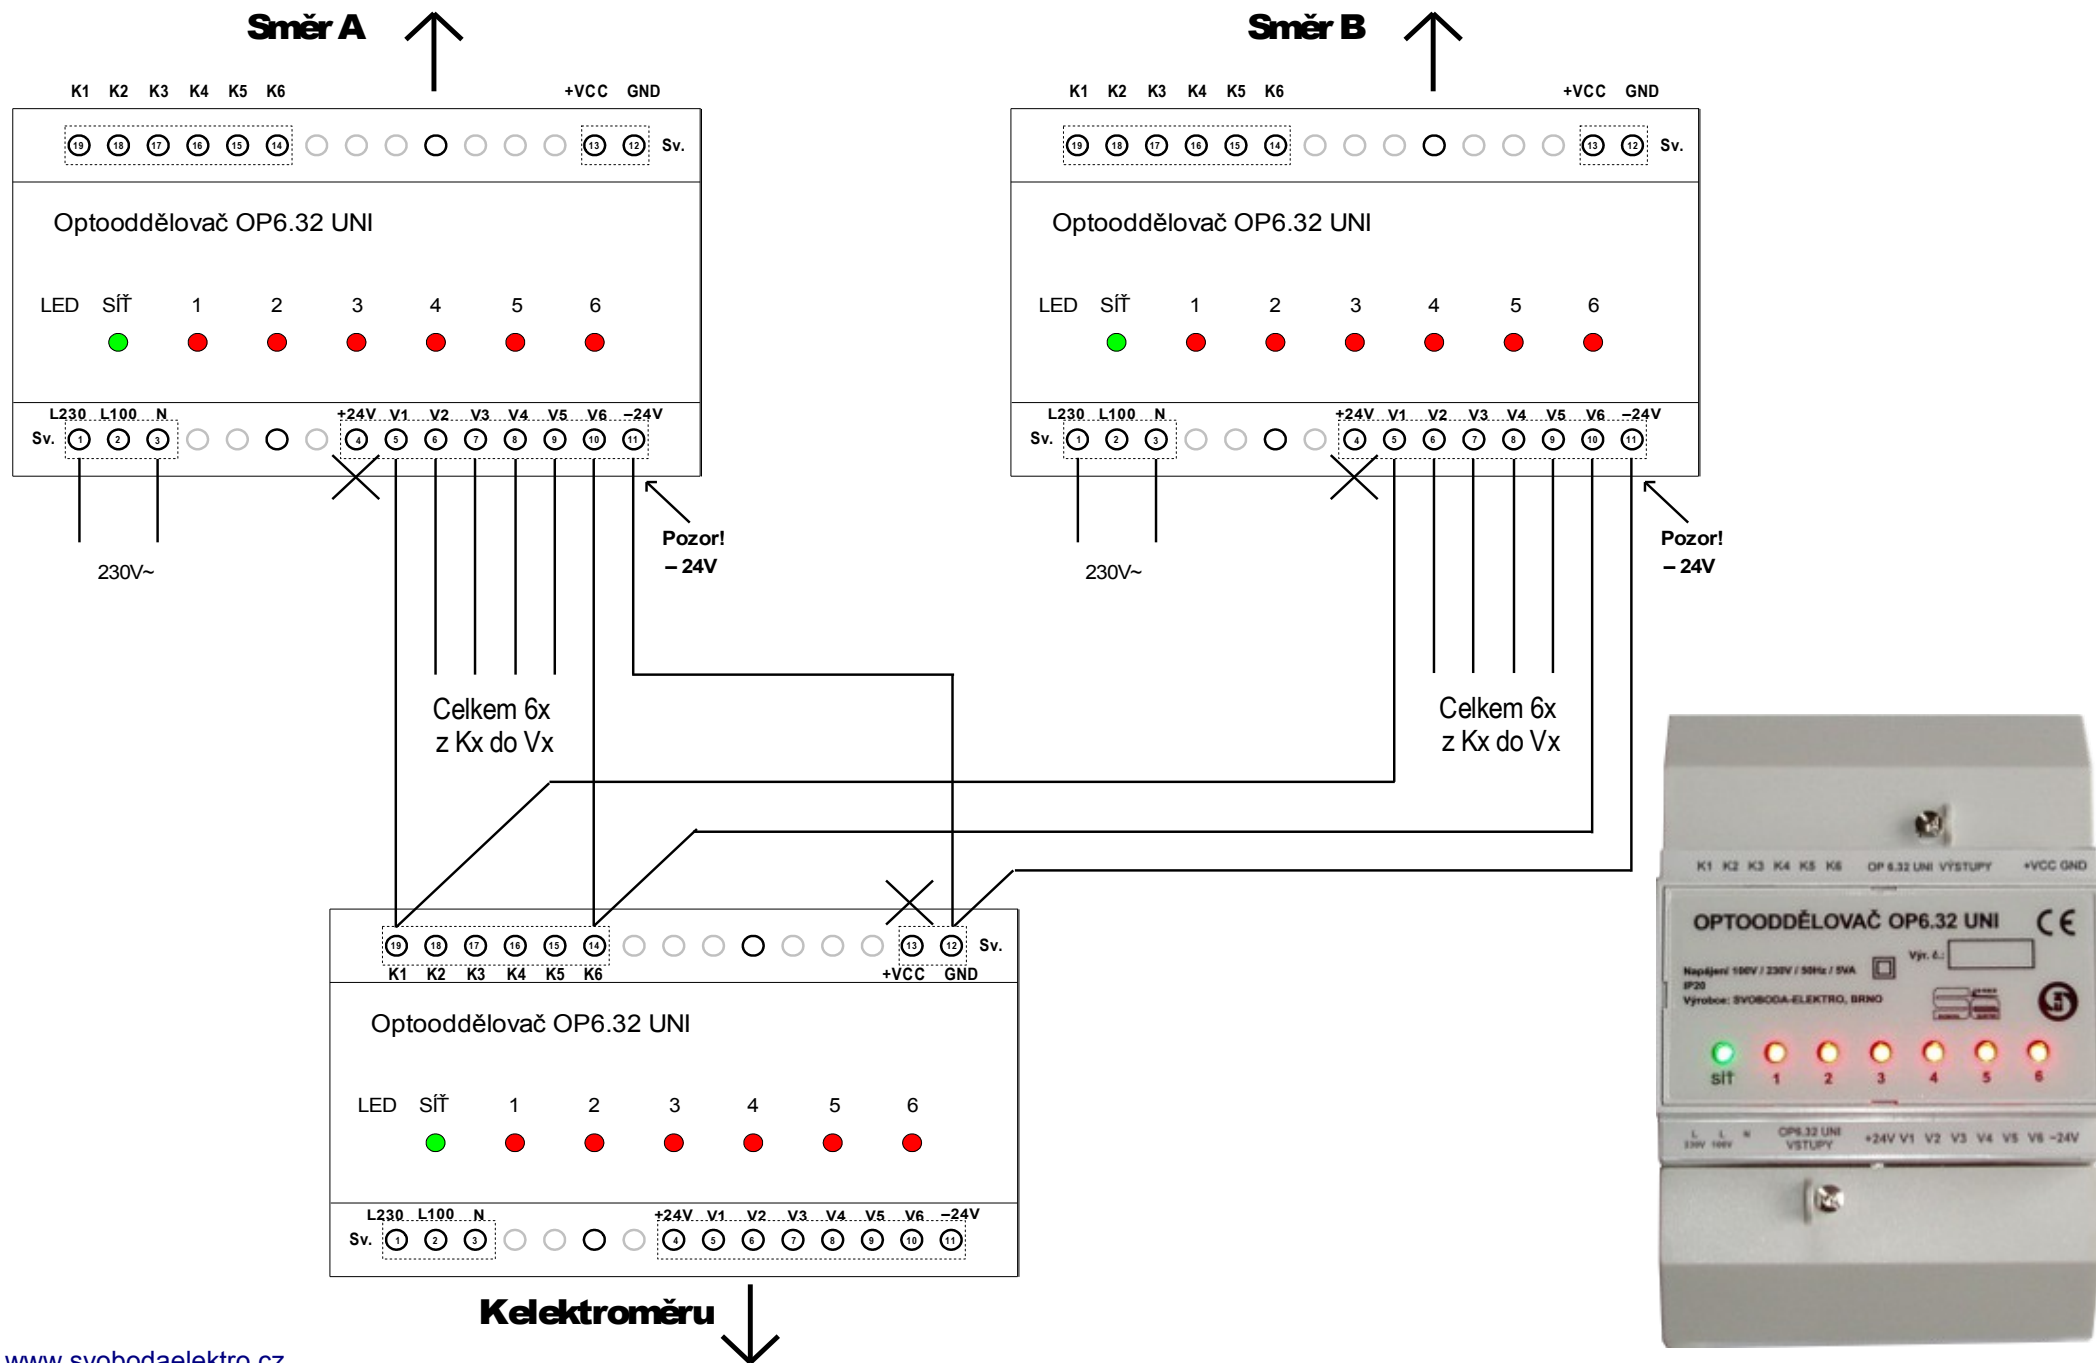 Směr A
K1 K2 K3 K4 K5 K6 +VCC GND
19 18 17 16 15 14 13 12 Sv.
Optooddělovač OP6.32 UNI
LED SÍŤ 1 2 3 4 5 6
L230 L100 N +24V V1 V2 V3 V4 V5 V6 –24V
Sv. 1 2 3 4 5 6 7 8 9 10 11
230V~
Pozor!
– 24V
Celkem 6x
z Kx do Vx
Směr B
K1 K2 K3 K4 K5 K6 +VCC GND
19 18 17 16 15 14 13 12 Sv.
Optooddělovač OP6.32 UNI
LED SÍŤ 1 2 3 4 5 6
L230 L100 N +24V V1 V2 V3 V4 V5 V6 –24V
Sv. 1 2 3 4 5 6 7 8 9 10 11
230V~
Pozor!
– 24V
Celkem 6x
z Kx do Vx
19 18 17 16 15 14 13 12 Sv.
K1 K2 K3 K4 K5 K6 +VCC GND
Optooddělovač OP6.32 UNI
LED SÍŤ 1 2 3 4 5 6
L230 L100 N +24V V1 V2 V3 V4 V5 V6 –24V
Sv. 1 2 3 4 5 6 7 8 9 10 11
K elektroměru
www.svobodaelektro.cz
K1 K2 K3 K4 K5 K6 OP 6.32 UNI VÝSTUPY +VCC GND
OPTOODDĚLOVAČ OP6.32 UNI CE
Výr. č.:
Napájení 100V / 230V / 50Hz / 5VA
IP20
Výrobce: SVOBODA-ELEKTRO, BRNO
SÍŤ 1 2 3 4 5 6
L L N OP6.32 UNI +24V V1 V2 V3 V4 V5 V6 –24V
230V 100V VSTUPY